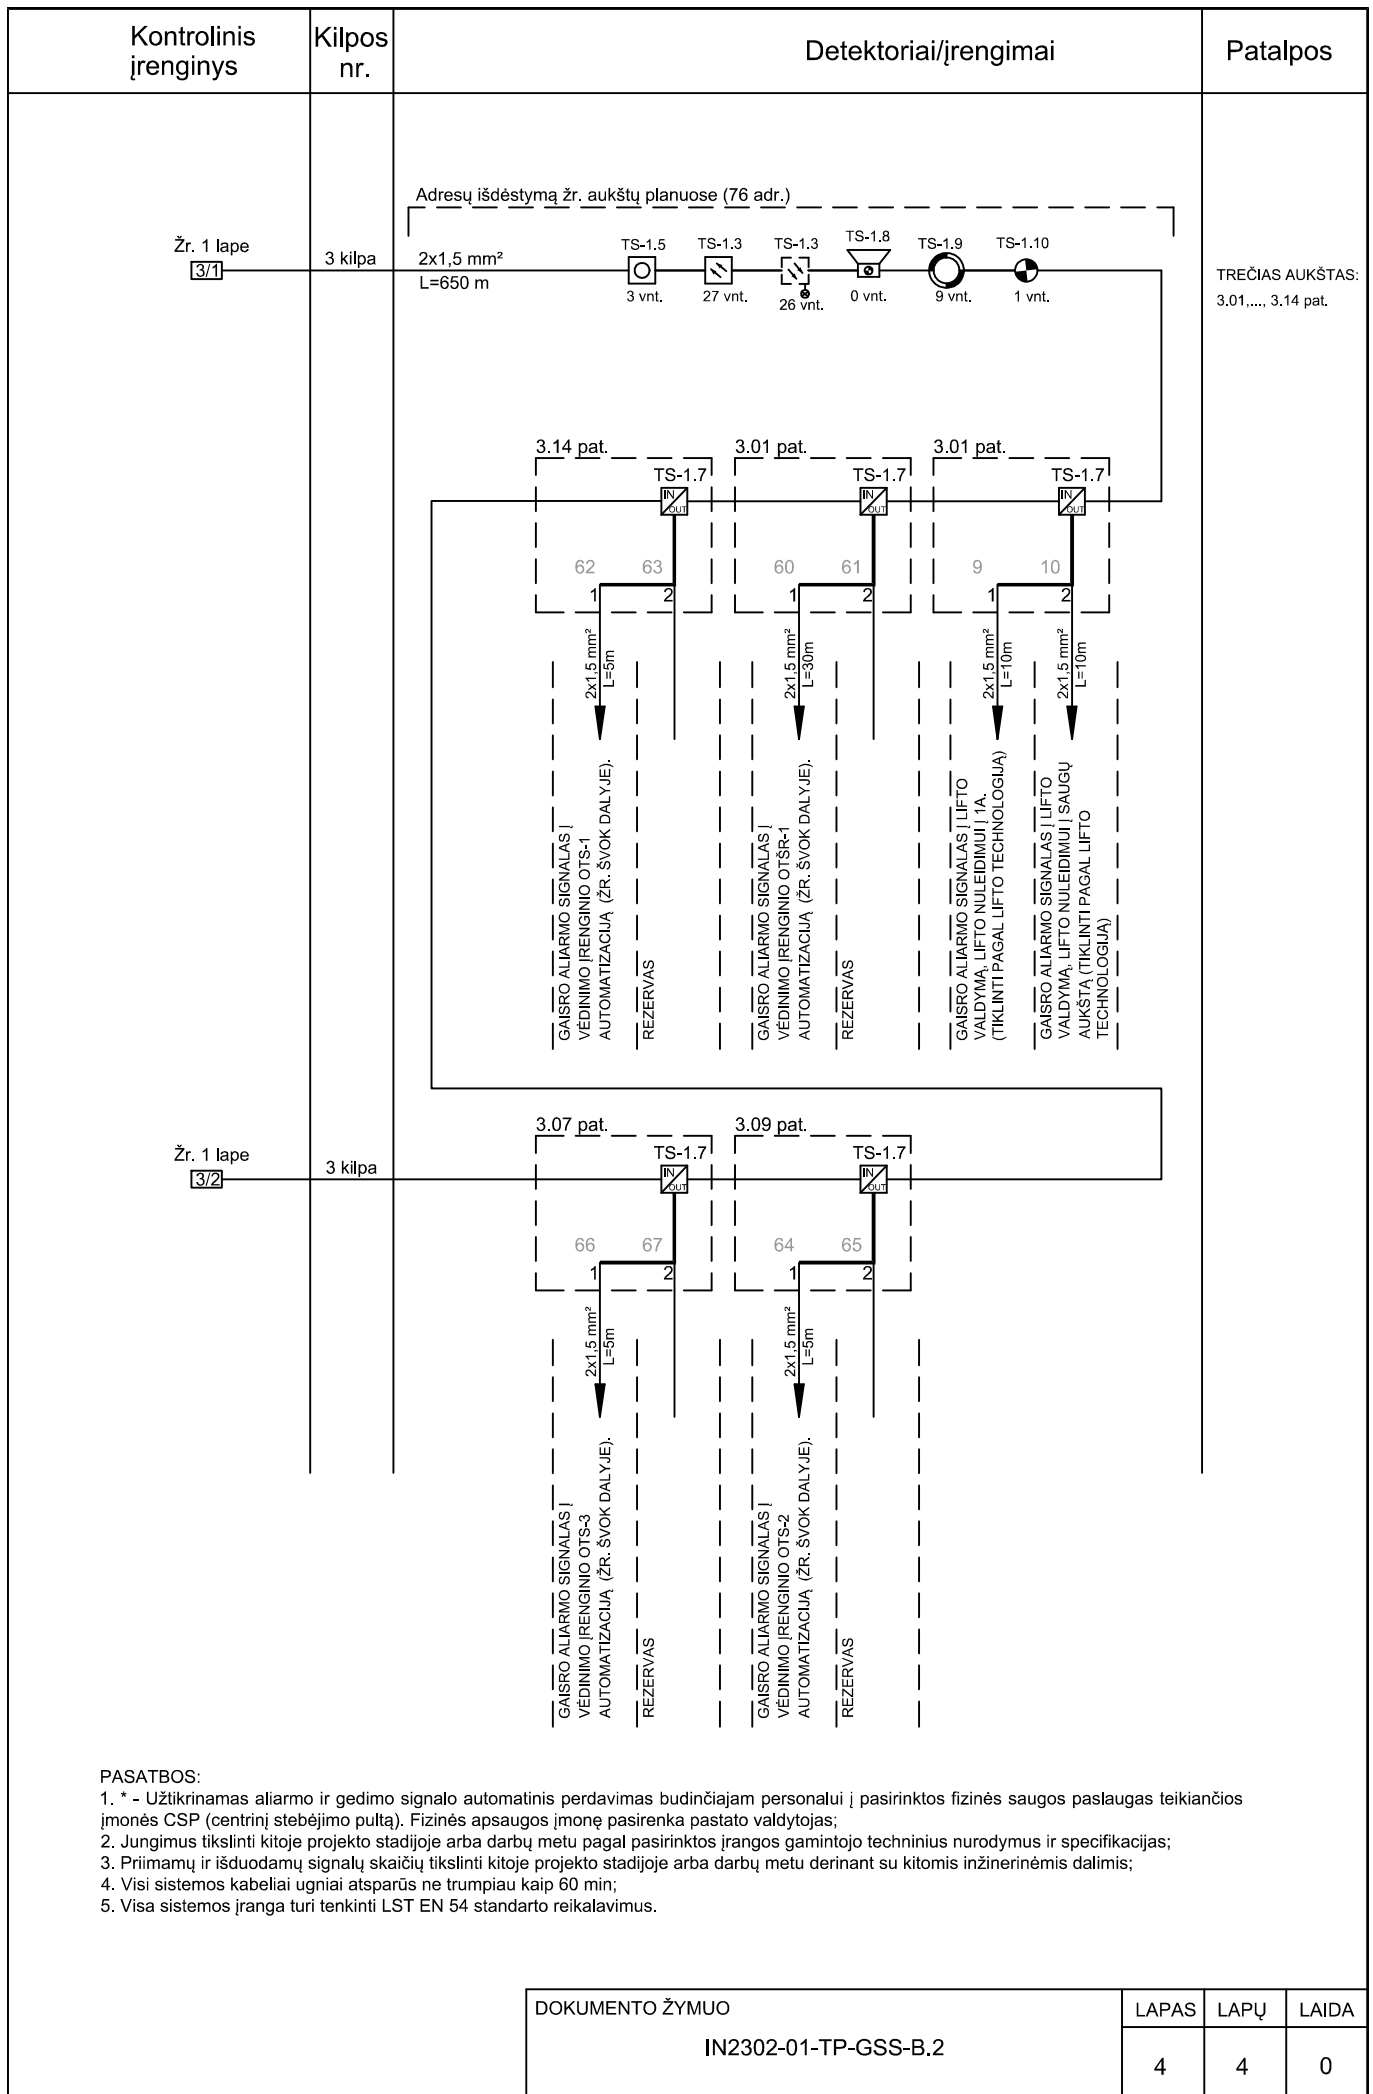 Kontrolinis
įrenginys
Kilpos
nr.
Detektoriai/įrengimai
Patalpos
Adresų išdėstymą žr. aukštų planuose (76 adr.)
Žr. 1 lape
3/1
3 kilpa
2x1,5 mm²
L=650 m
TS-1.5
3 vnt.
TS-1.3
27 vnt.
TS-1.3
26 vnt.
TS-1.8
0 vnt.
TS-1.9
9 vnt.
TS-1.10
1 vnt.
TREČIAS AUKŠTAS:
3.01,..., 3.14 pat.
3.14 pat.
TS-1.7
IN
OUT
62
63
1
2
2x1,5 mm²
L=5m
GAISRO ALIARMO SIGNALAS Į
VĖDINIMO ĮRENGINIO OTS-1
AUTOMATIZACIJĄ (ŽR. ŠVOK DALYJE).
REZERVAS
3.01 pat.
TS-1.7
IN
OUT
60
61
1
2
2x1,5 mm²
L=30m
GAISRO ALIARMO SIGNALAS Į
VĖDINIMO ĮRENGINIO OTŠR-1
AUTOMATIZACIJĄ (ŽR. ŠVOK DALYJE).
REZERVAS
3.01 pat.
TS-1.7
IN
OUT
9
10
1
2
2x1,5 mm²
L=10m
2x1,5 mm²
L=10m
GAISRO ALIARMO SIGNALAS Į LIFTO
VALDYMĄ, LIFTO NULEIDIMUI Į 1A.
(TIKLINTI PAGAL LIFTO TECHNOLOGIJĄ)
GAISRO ALIARMO SIGNALAS Į LIFTO
VALDYMĄ, LIFTO NULEIDIMUI Į SAUGŲ
AUKŠTĄ (TIKLINTI PAGAL LIFTO
TECHNOLOGIJĄ)
Žr. 1 lape
3/2
3 kilpa
3.07 pat.
TS-1.7
IN
OUT
66
67
1
2
2x1,5 mm²
L=5m
GAISRO ALIARMO SIGNALAS Į
VĖDINIMO ĮRENGINIO OTS-3
AUTOMATIZACIJĄ (ŽR. ŠVOK DALYJE).
REZERVAS
3.09 pat.
TS-1.7
IN
OUT
64
65
1
2
2x1,5 mm²
L=5m
GAISRO ALIARMO SIGNALAS Į
VĖDINIMO ĮRENGINIO OTS-2
AUTOMATIZACIJĄ (ŽR. ŠVOK DALYJE).
REZERVAS
PASATBOS:
1. * - Užtikrinamas aliarmo ir gedimo signalo automatinis perdavimas budinčiajam personalui į pasirinktos fizinės saugos paslaugas teikiančios
įmonės CSP (centrinį stebėjimo pultą). Fizinės apsaugos įmonę pasirenka pastato valdytojas;
2. Jungimus tikslinti kitoje projekto stadijoje arba darbų metu pagal pasirinktos įrangos gamintojo techninius nurodymus ir specifikacijas;
3. Priimamų ir išduodamų signalų skaičių tikslinti kitoje projekto stadijoje arba darbų metu derinant su kitomis inžinerinėmis dalimis;
4. Visi sistemos kabeliai ugniai atsparūs ne trumpiau kaip 60 min;
5. Visa sistemos įranga turi tenkinti LST EN 54 standarto reikalavimus.
DOKUMENTO ŽYMUO
LAPAS
LAPŲ
LAIDA
IN2302-01-TP-GSS-B.2
4
4
0